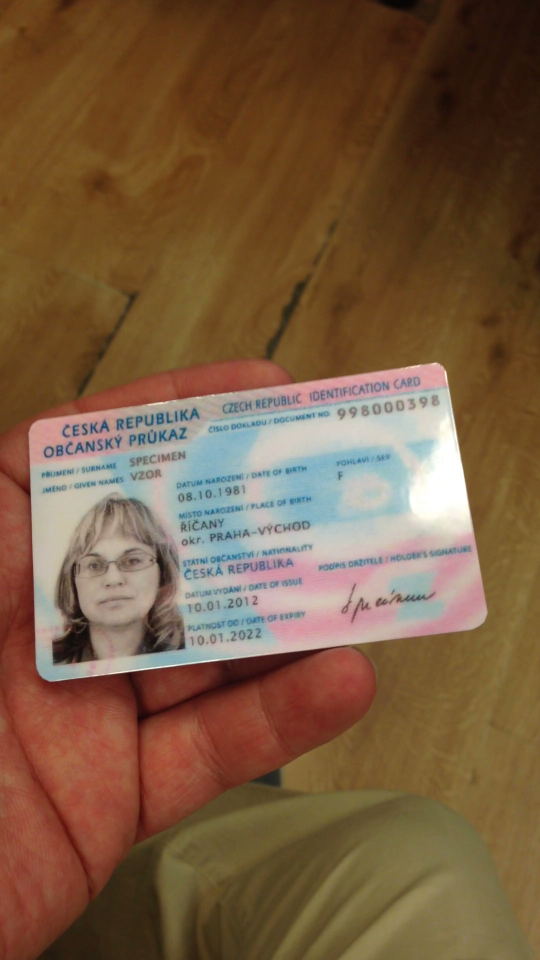 ČESKÁ REPUBLIKA
OBČANSKÝ PRŮKAZ
CZECH REPUBLIC IDENTIFICATION CARD
ČÍSLO DOKLADU / DOCUMENT NO. 998000398
PŘÍJMENÍ / SURNAME SPECIMEN
JMÉNO / GIVEN NAMES VZOR
DATUM NAROZENÍ / DATE OF BIRTH
08.10.1981
POHLAVÍ / SEX
F
MÍSTO NAROZENÍ / PLACE OF BIRTH
ŘÍČANY
okr. PRAHA-VÝCHOD
STÁTNÍ OBČANSTVÍ / NATIONALITY
ČESKÁ REPUBLIKA
DATUM VYDÁNÍ / DATE OF ISSUE
10.01.2012
PLATNOST DO / DATE OF EXPIRY
10.01.2022
PODPIS DRŽITELE / HOLDER'S SIGNATURE
Specimen